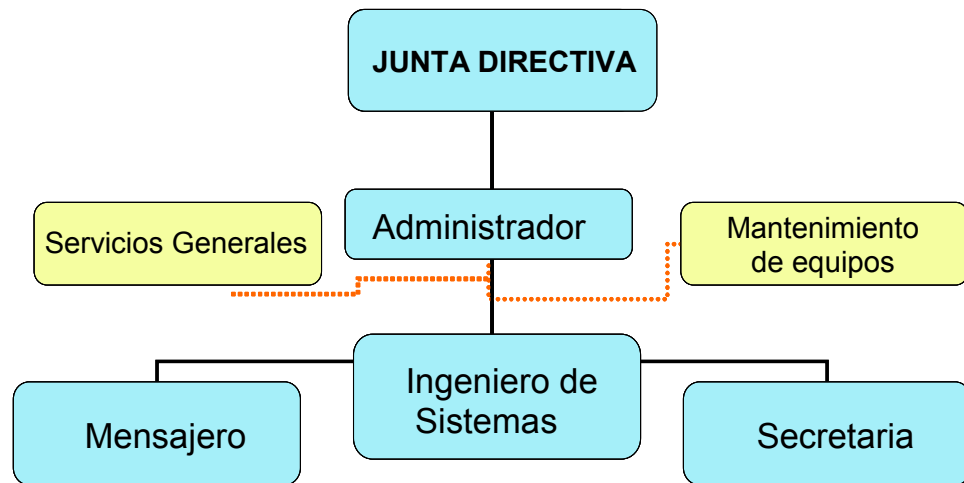 JUNTA DIRECTIVA
Administrador
Servicios Generales
Mantenimiento
de equipos
Ingeniero de
Sistemas
Mensajero
Secretaria